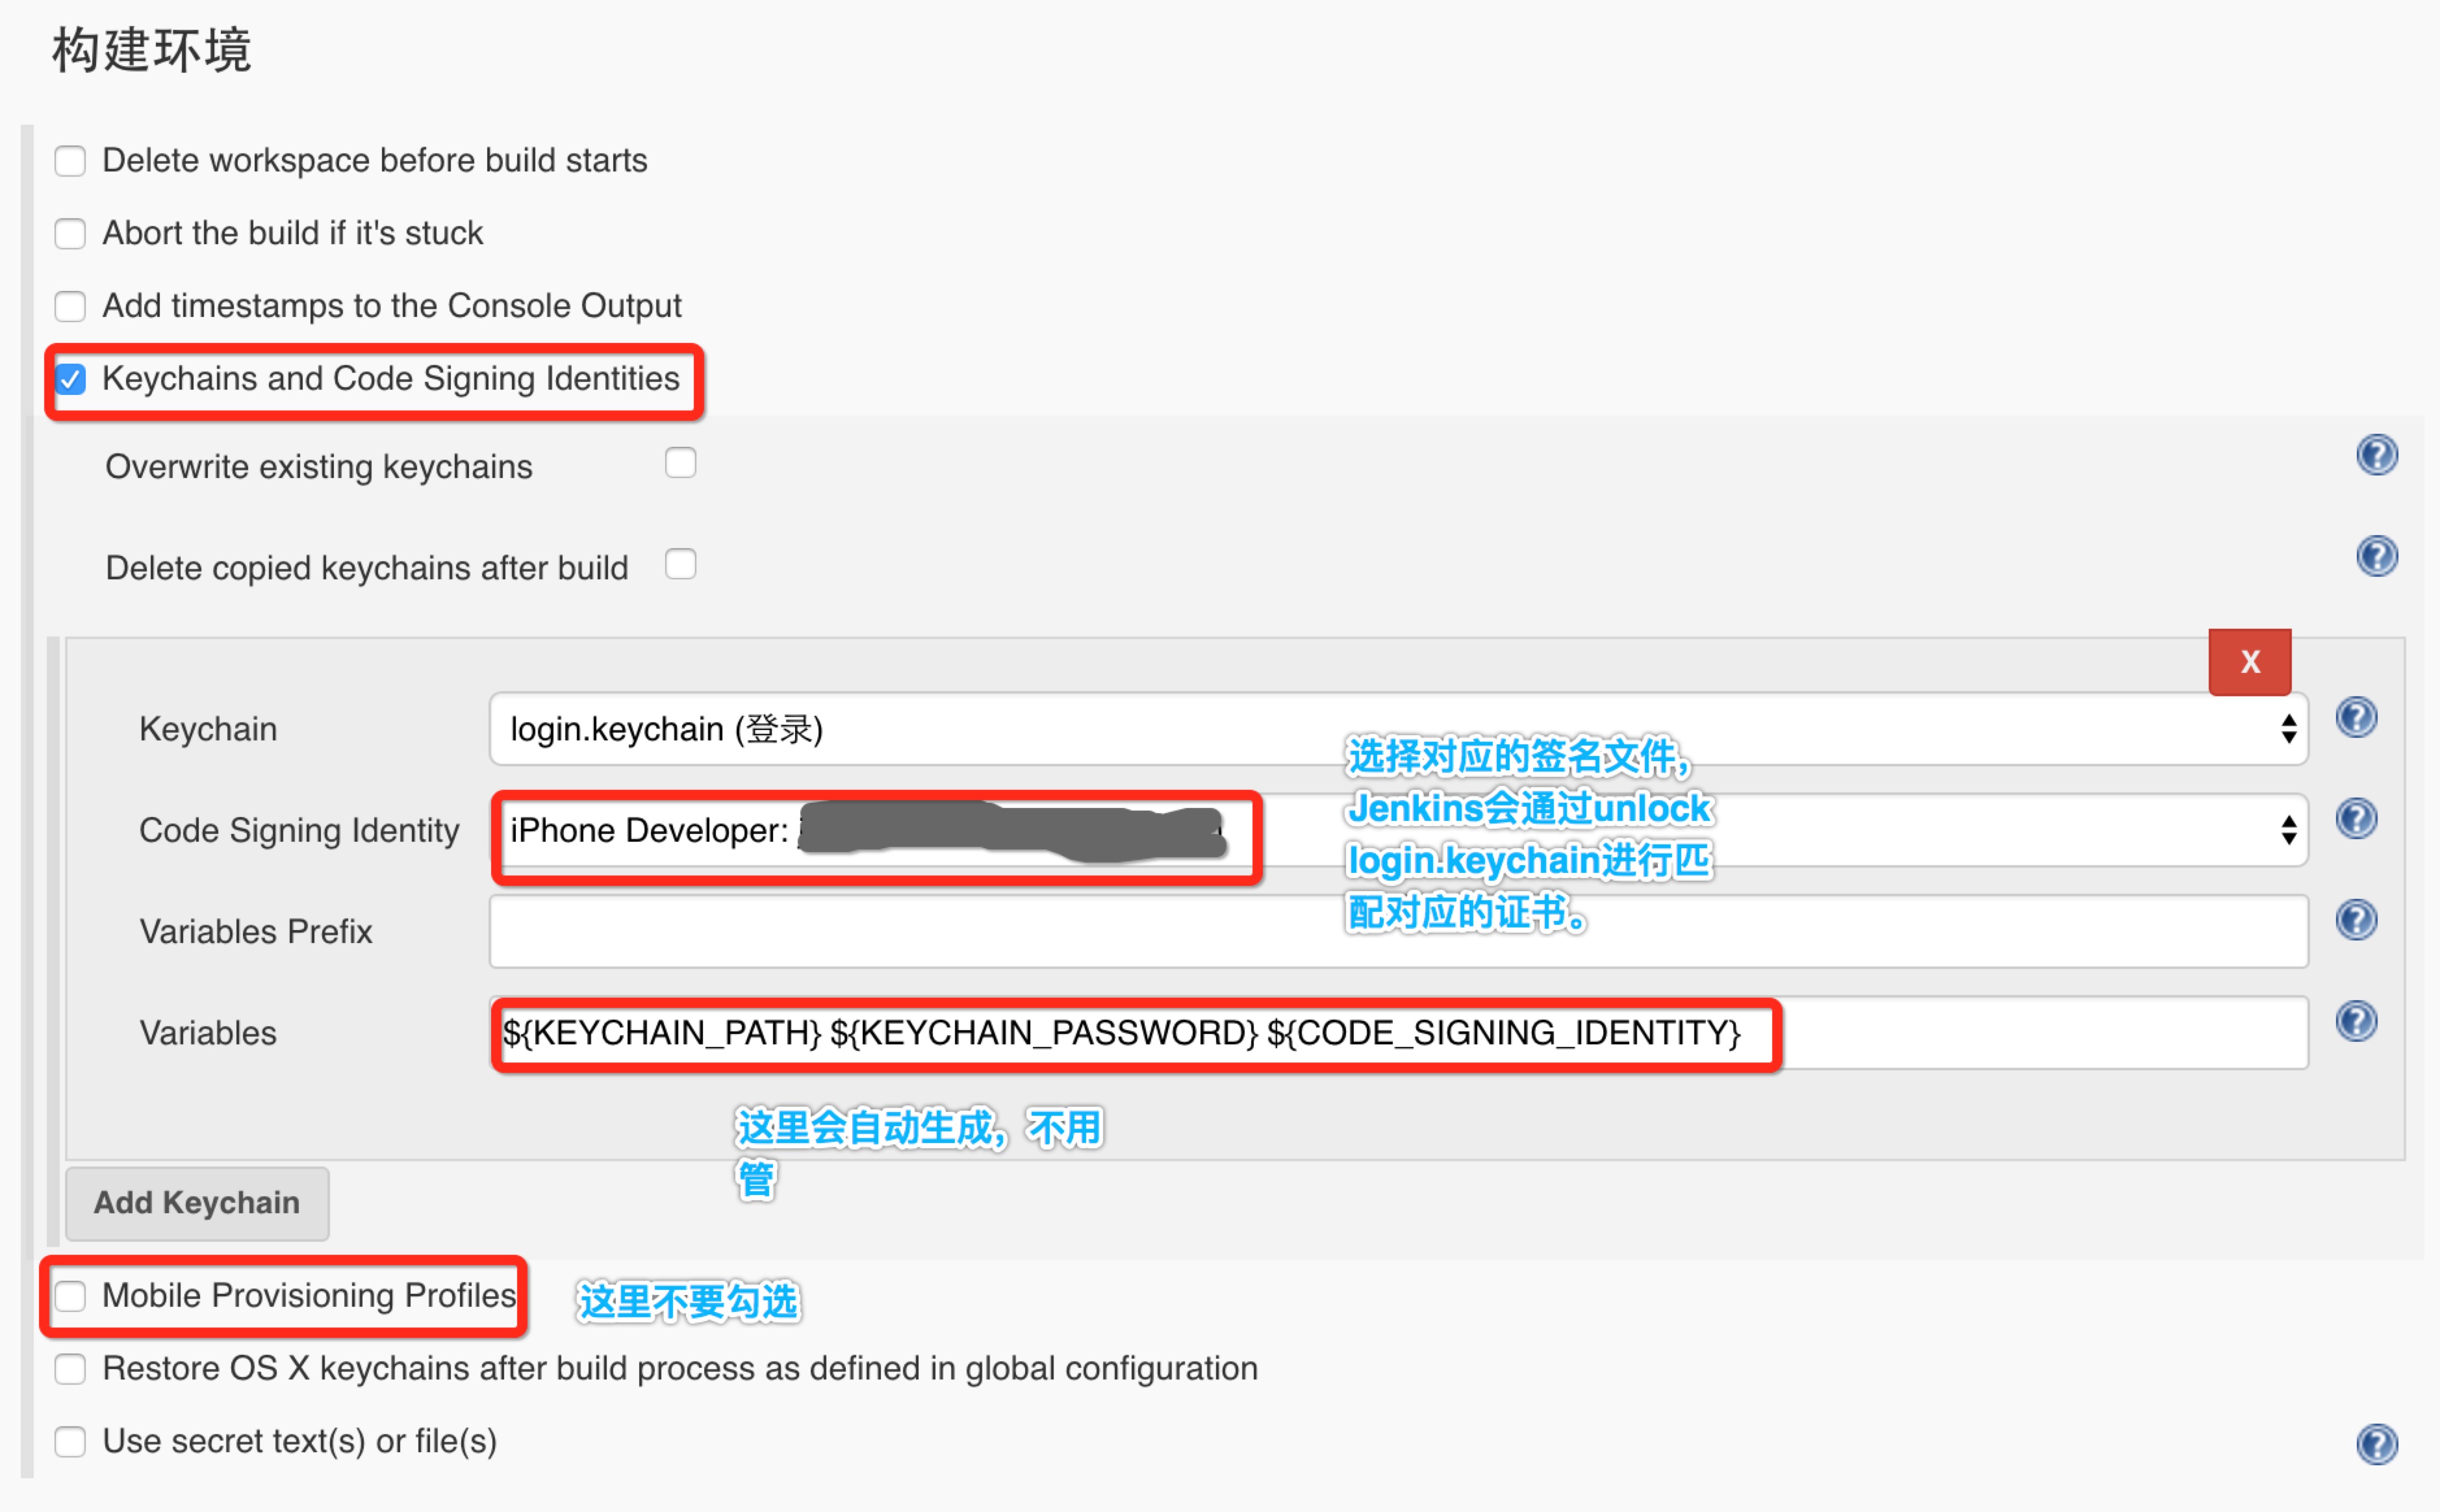 构建环境
Delete workspace before build starts
Abort the build if it's stuck
Add timestamps to the Console Output
Keychains and Code Signing Identities
Overwrite existing keychains
Delete copied keychains after build
X
Keychain
login.keychain (登录)
选择对应的签名文件，
Jenkins会通过unlock
login.keychain进行匹
配对应的证书。
Code Signing Identity
iPhone Developer:
Variables Prefix
Variables
${KEYCHAIN_PATH} ${KEYCHAIN_PASSWORD} ${CODE_SIGNING_IDENTITY}
这里会自动生成，不用
管
Add Keychain
Mobile Provisioning Profiles
这里不要勾选
Restore OS X keychains after build process as defined in global configuration
Use secret text(s) or file(s)